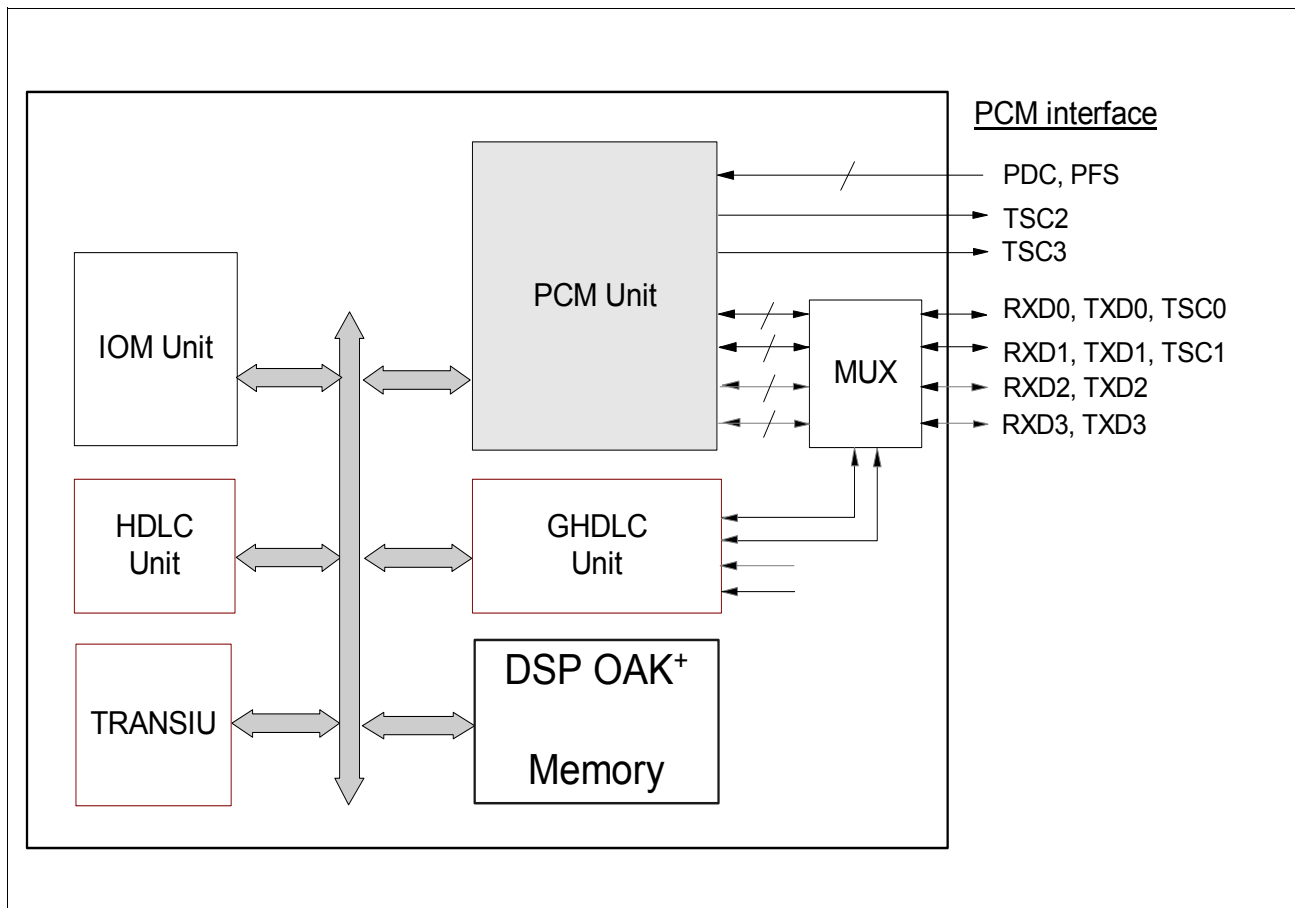 PCM interface
PDC, PFS
TSC2
TSC3
PCM Unit
RXD0, TXD0, TSC0
IOM Unit
RXD1, TXD1, TSC1
MUX
RXD2, TXD2
RXD3, TXD3
HDLC
Unit
GHDLC
Unit
DSP OAK⁺
TRANSIU
Memory